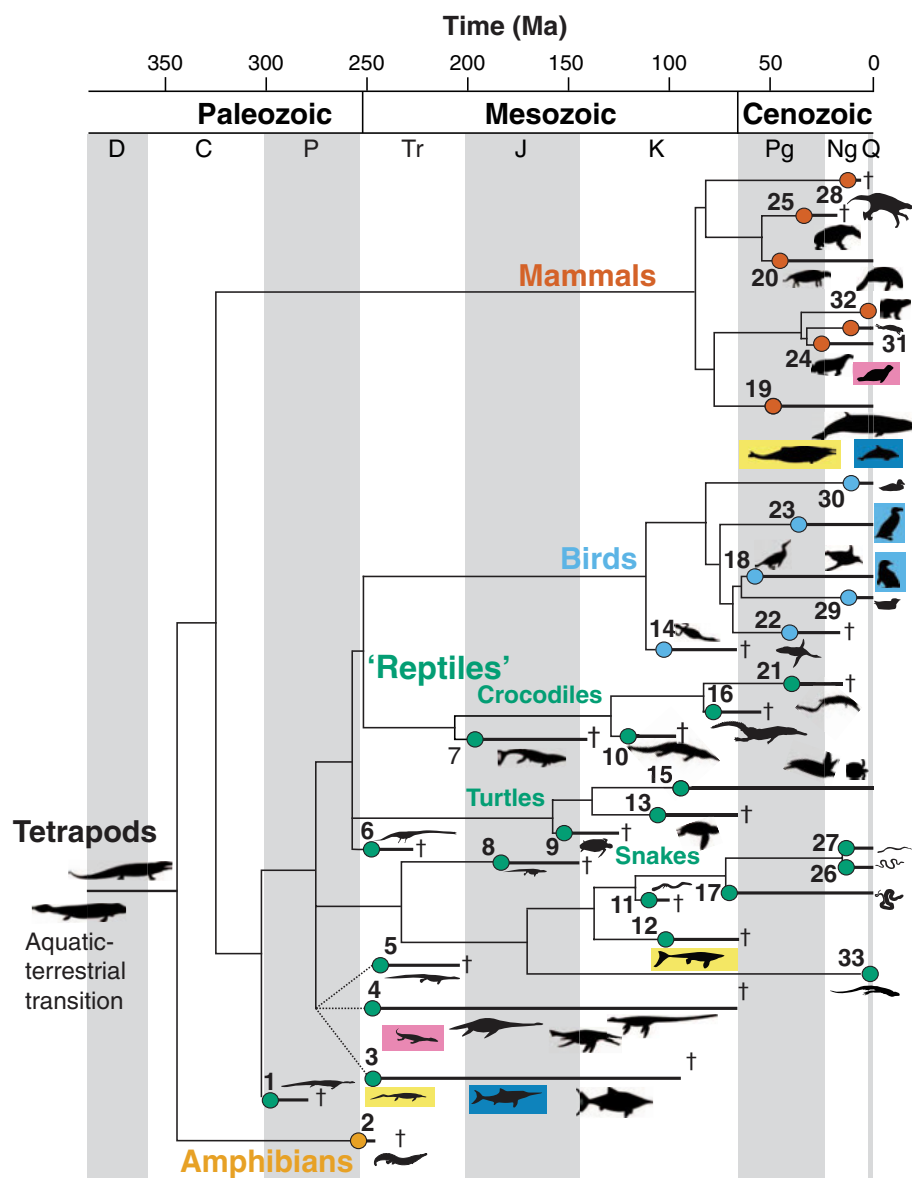 Time (Ma)
350 300 250 200 150 100 50 0
Paleozoic Mesozoic Cenozoic
D C P Tr J K Pg Ng Q
28 †
25 †
20
Mammals
32
31
24
19
30
23
Birds
18
29
22 †
14 †
'Reptiles'
21 †
Crocodiles
16 †
7 †
10 †
15
Turtles
13 †
Tetrapods
6 †
9 †
8 †
Snakes
27
26
11 †
17
12 †
Aquatic-
terrestrial
transition
5 †
33
4 †
3 †
1 †
2 †
Amphibians